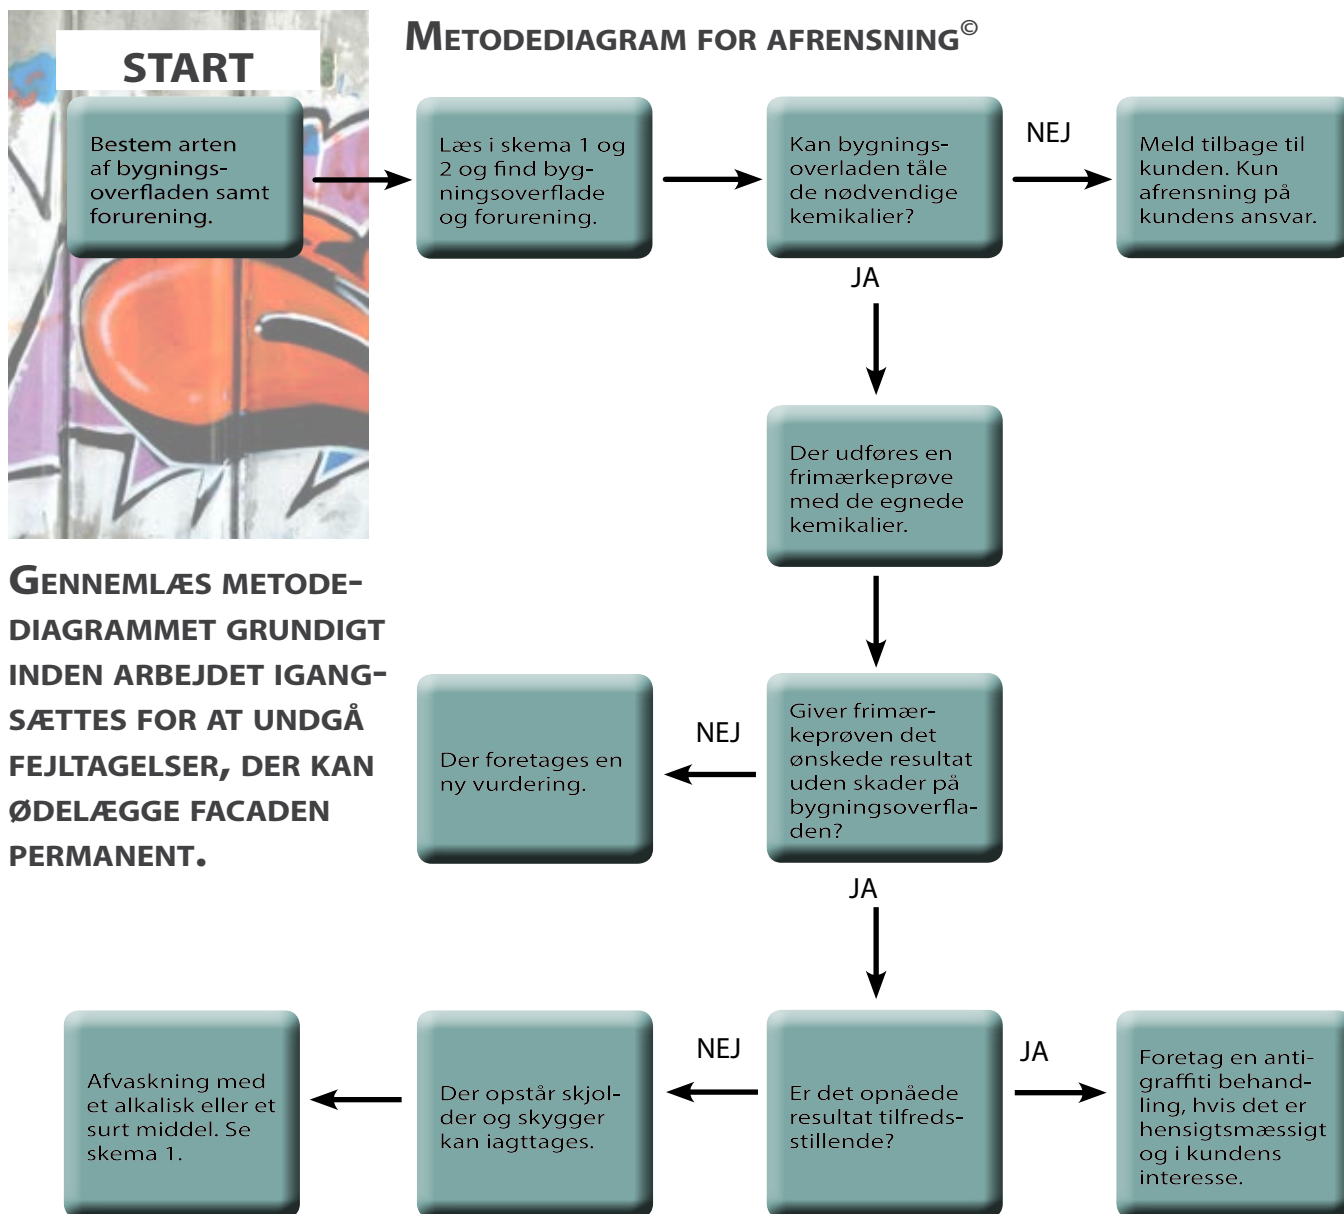 METODEDIAGRAM FOR AFRENSNING©
START
Bestem arten
af bygnings-
overfladen samt
forurening.
Læs i skema 1 og
2 og find byg-
ningsoverflade
og forurening.
Kan bygnings-
overladen tåle
de nødvendige
kemikalier?
NEJ
Meld tilbage til
kunden. Kun
afrensning på
kundens ansvar.
JA
Der udføres en
frimærkeprøve
med de egnede
kemikalier.
GENNEMLÆS METODE-
DIAGRAMMET GRUNDIGT
INDEN ARBEJDET IGANG-
SÆTTES FOR AT UNDGÅ
FEJLTAGELSER, DER KAN
ØDELÆGGE FACADEN
PERMANENT.
Giver frimær-
keprøven det
ønskede resultat
uden skader på
bygningsoverfla-
den?
NEJ
Der foretages en
ny vurdering.
JA
Er det opnåede
resultat tilfreds-
stillende?
NEJ
Der opstår skjol-
der og skygger
kan iagttages.
Afvaskning med
et alkalisk eller et
surt middel. Se
skema 1.
JA
Foretag en anti-
graffiti behand-
ling, hvis det er
hensigtsmæssigt
og i kundens
interesse.